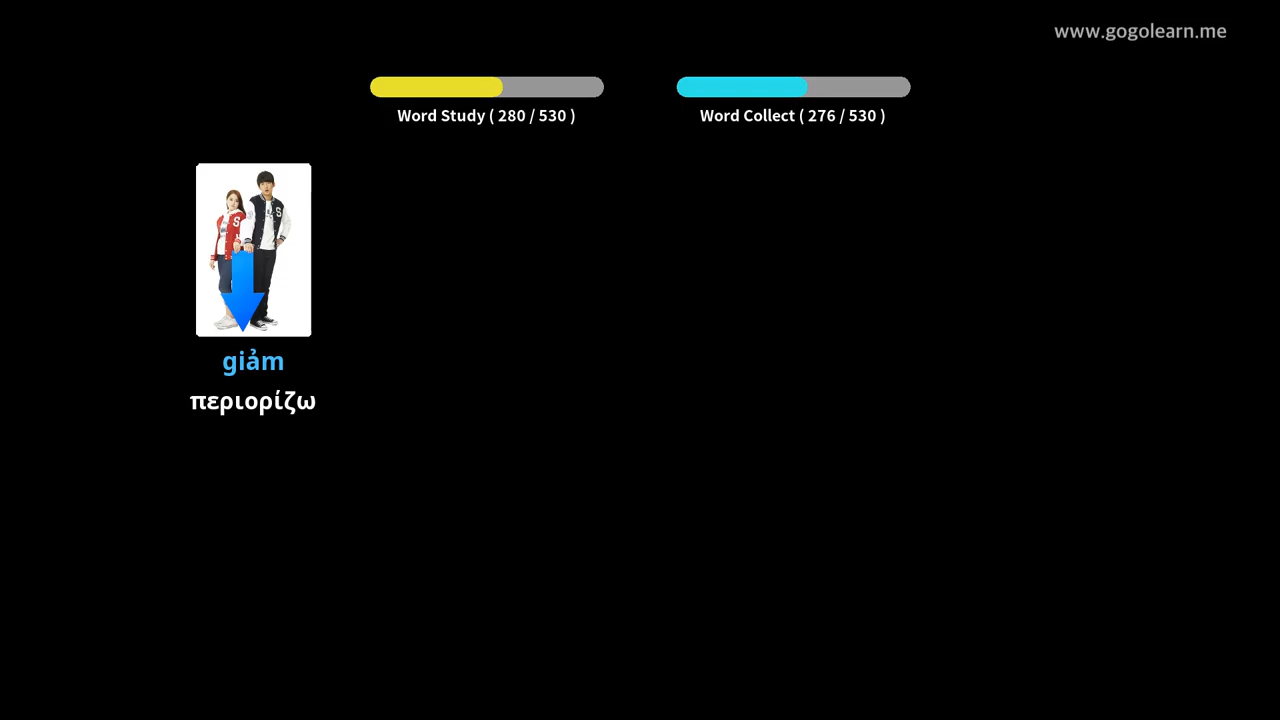 www.gogolearn.me
Word Study ( 280 / 530 )
Word Collect ( 276 / 530 )
S
S
giảm
περιορίζω